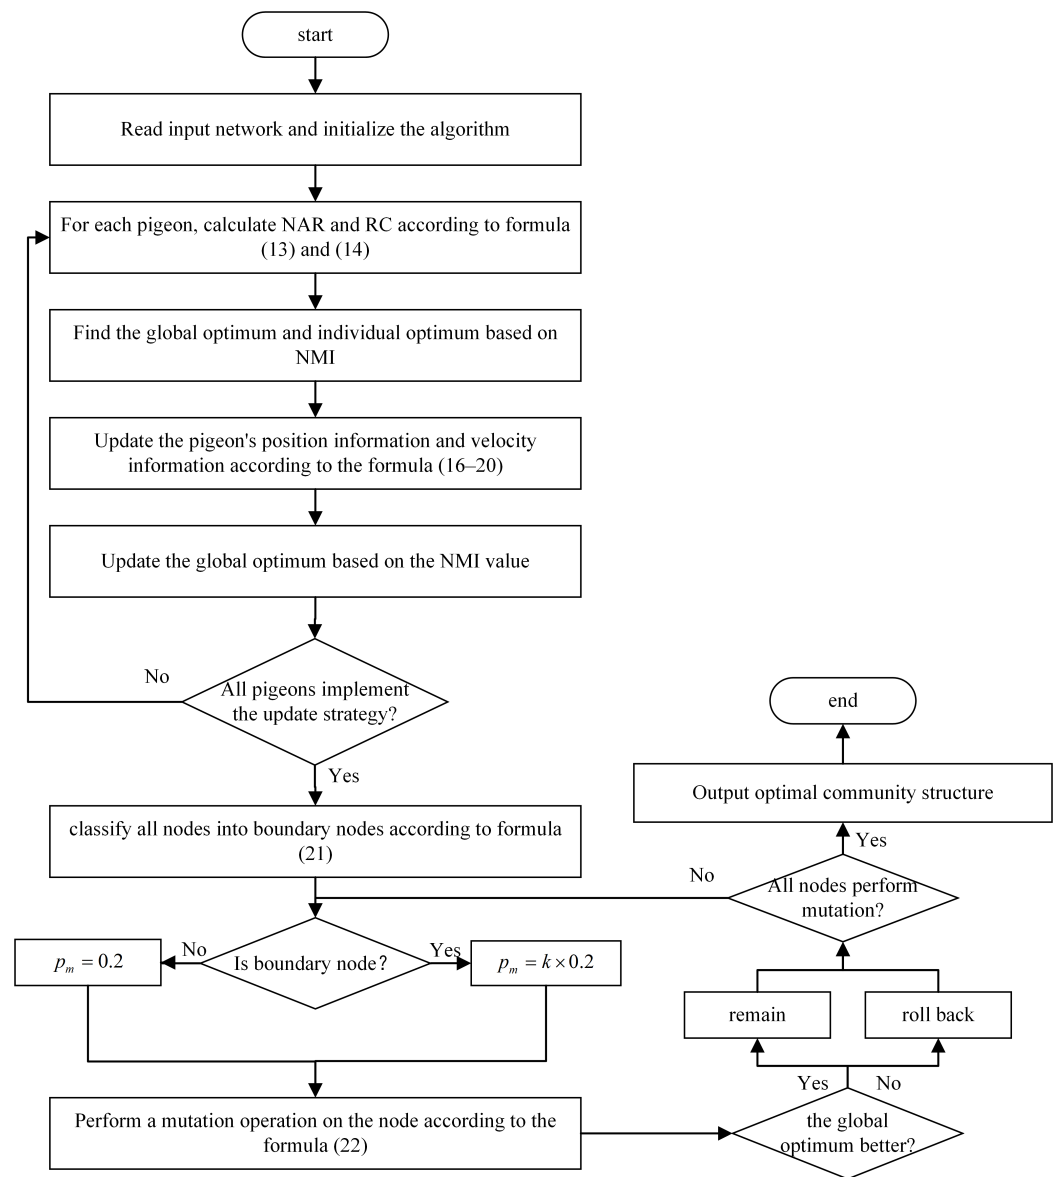 start
Read input network and initialize the algorithm
For each pigeon, calculate NAR and RC according to formula
(13) and (14)
Find the global optimum and individual optimum based on
NMI
Update the pigeon's position information and velocity
information according to the formula (16–20)
Update the global optimum based on the NMI value
No
All pigeons implement
the update strategy?
Yes
classify all nodes into boundary nodes according to formula
(21)
Is boundary node?
No
Yes
p_m = 0.2
p_m = k × 0.2
Perform a mutation operation on the node according to the
formula (22)
the global
optimum better?
Yes
No
remain
roll back
All nodes perform
mutation?
No
Yes
Output optimal community structure
end